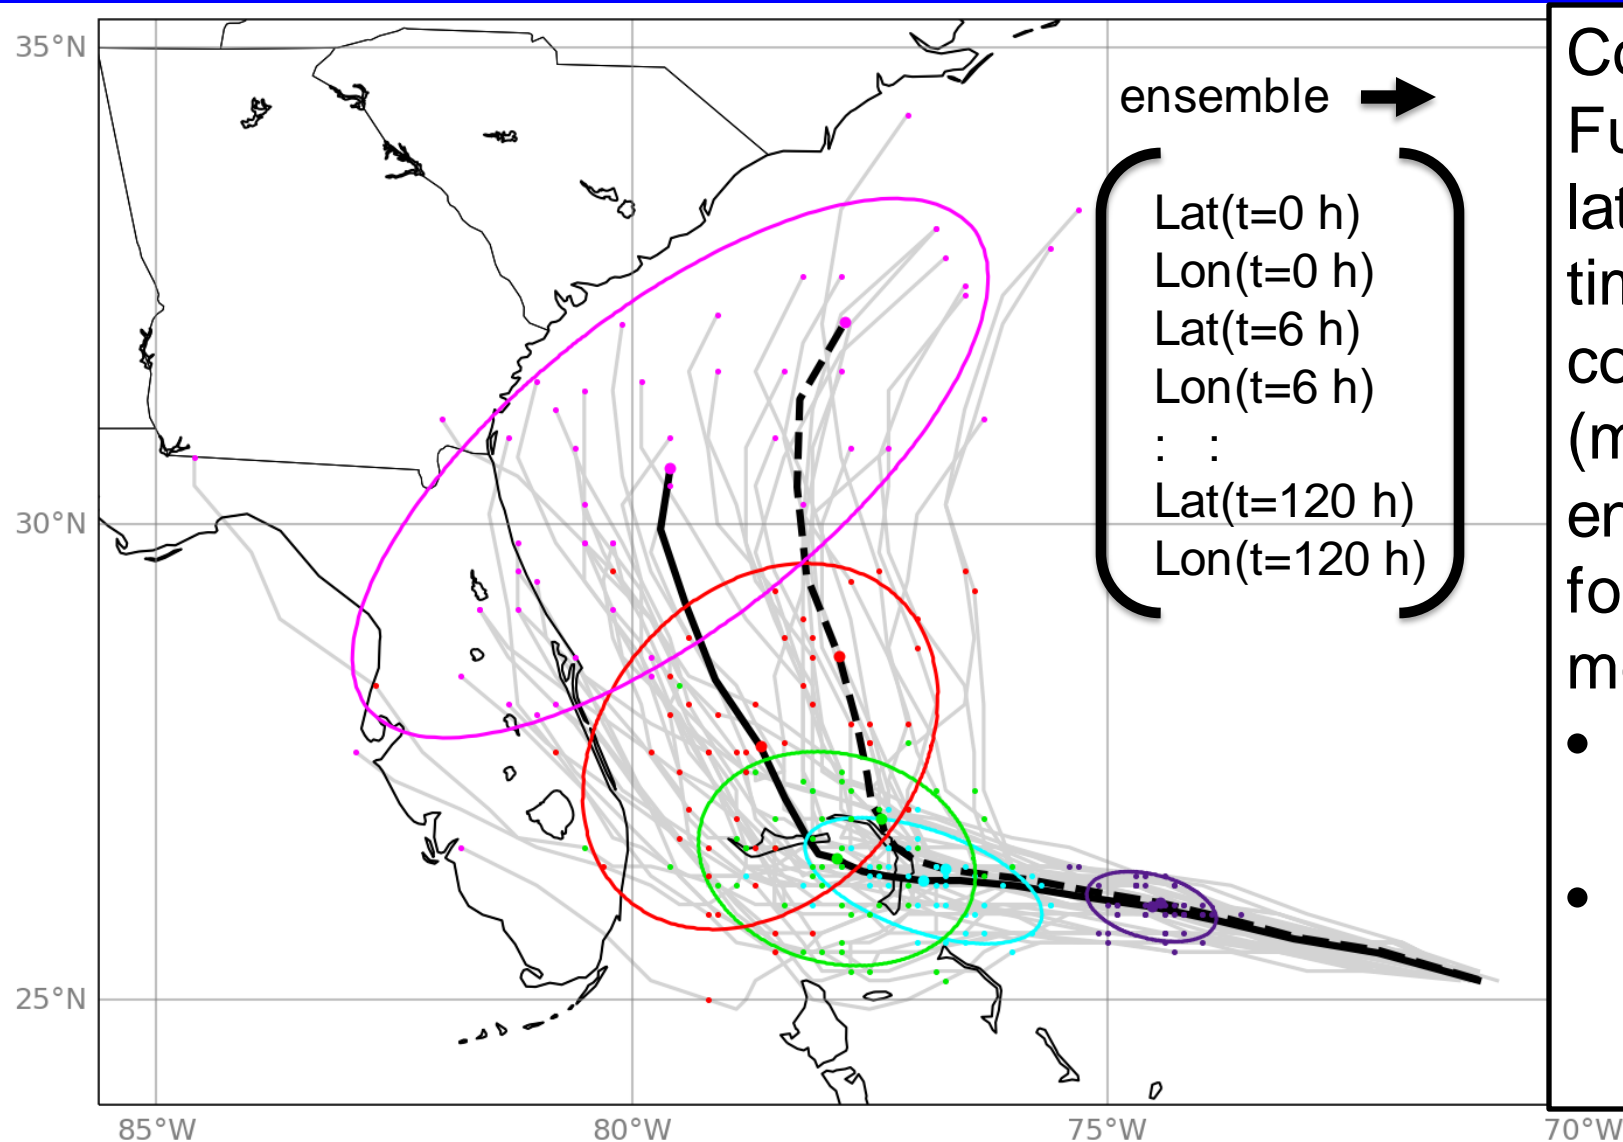 35°N
30°N
25°N
85°W
80°W
75°W
70°W
ensemble
Lat(t=0 h)
Lon(t=0 h)
Lat(t=6 h)
Lon(t=6 h)
: :
Lat(t=120 h)
Lon(t=120 h)
•
•